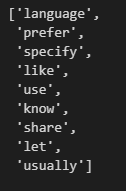 ['language',
'prefer',
'specify',
'like',
'use',
'know',
'share',
'let',
'usually']